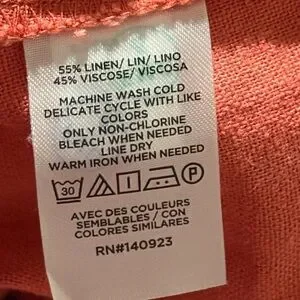 55% LINEN/ LIN/ LINO
45% VISCOSE/ VISCOSA
MACHINE WASH COLD
DELICATE CYCLE WITH LIKE
COLORS
ONLY NON-CHLORINE
BLEACH WHEN NEEDED
LINE DRY
WARM IRON WHEN NEEDED
30 P
AVEC DES COULEURS
SEMBLABLES / CON
COLORES SIMILARES
RN#140923